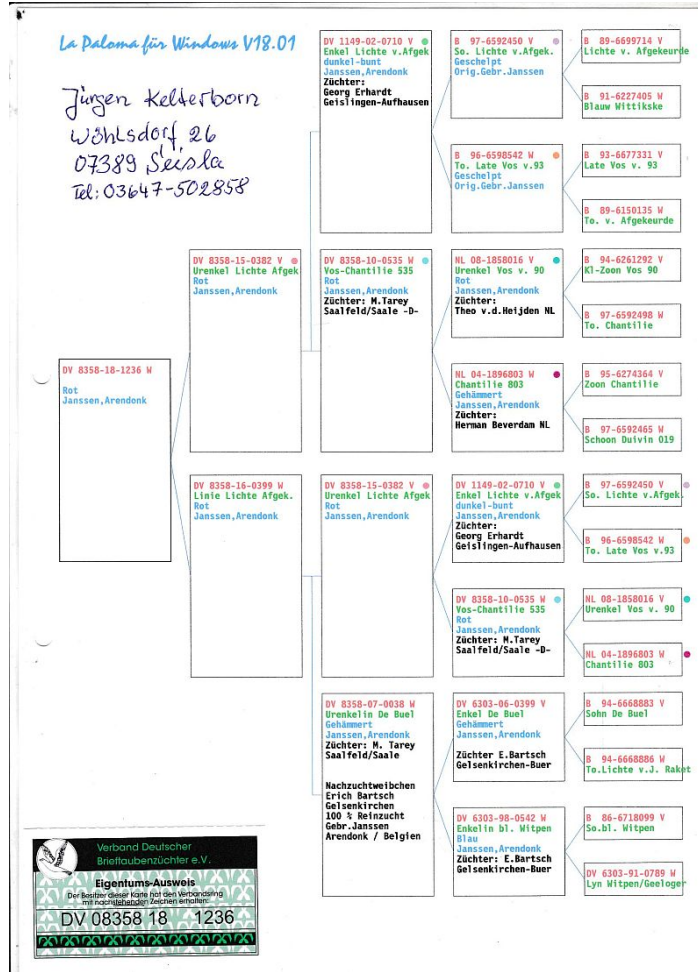 La Paloma für Windows V18.01
Jürgen Kelterborn
Wöhlsdorf, 26
07389 Seisla
Tel: 03647-502858
DV 8358-18-1236 W
Rot
Janssen,Arendonk
DV 8358-15-0382 V
Urenkel Lichte Afgek
Rot
Janssen,Arendonk
DV 8358-16-0399 W
Linie Lichte Afgek.
Rot
Janssen,Arendonk
DV 1149-02-0710 V
Enkel Lichte v.Afgek
dunkel-bunt
Janssen,Arendonk
Züchter:
Georg Erhardt
Geislingen-Aufhausen
DV 8358-10-0535 W
Vos-Chantilie 535
Rot
Janssen,Arendonk
Züchter: M.Tarey
Saalfeld/Saale -D-
DV 8358-15-0382 V
Urenkel Lichte Afgek
Rot
Janssen,Arendonk
DV 8358-07-0038 W
Urenkelin De Buel
Gehämmert
Janssen,Arendonk
Züchter: M. Tarey
Saalfeld/Saale
Nachzuchtweibchen
Erich Bartsch
Gelsenkirchen
100 % Reinzucht
Gebr.Janssen
Arendonk / Belgien
B 97-6592450 V
So. Lichte v.Afgek.
Geschelpt
Orig.Gebr.Janssen
B 96-6598542 W
To. Late Vos v.93
Geschelpt
Orig.Gebr.Janssen
NL 08-1858016 V
Urenkel Vos v. 90
Rot
Janssen,Arendonk
Züchter:
Theo v.d.Heijden NL
NL 04-1896803 W
Chantilie 803
Gehämmert
Janssen,Arendonk
Züchter:
Herman Beverdam NL
DV 1149-02-0710 V
Enkel Lichte v.Afgek
dunkel-bunt
Janssen,Arendonk
Züchter:
Georg Erhardt
Geislingen-Aufhausen
DV 8358-10-0535 W
Vos-Chantilie 535
Rot
Janssen,Arendonk
Züchter: M.Tarey
Saalfeld/Saale -D-
DV 6303-06-0399 V
Enkel De Buel
Gehämmert
Janssen,Arendonk
Züchter E.Bartsch
Gelsenkirchen-Buer
DV 6303-98-0542 W
Enkelin bl. Witpen
Blau
Janssen,Arendonk
Züchter: E.Bartsch
Gelsenkirchen-Buer
B 89-6699714 V
Lichte v. Afgekeurde
B 91-6227405 W
Blauw Wittikske
B 93-6677331 V
Late Vos v. 93
B 89-6150135 W
To. v. Afgekeurde
B 94-6261292 V
Kl-Zoon Vos 90
B 97-6592498 W
To. Chantilie
B 95-6274364 V
Zoon Chantilie
B 97-6592465 W
Schoon Duivin 019
B 97-6592450 V
So. Lichte v.Afgek.
B 96-6598542 W
To. Late Vos v.93
NL 08-1858016 V
Urenkel Vos v. 90
NL 04-1896803 W
Chantilie 803
B 94-6668883 V
Sohn De Buel
B 94-6668886 W
To.Lichte v.J. Raket
B 86-6718099 V
So.bl. Witpen
DV 6303-91-0789 W
Lyn Witpen/Geeloger
Verband Deutscher
Brieftaubenzüchter e.V.
Eigentums-Ausweis
Der Besitzer dieser Karte hat den Verbandsring
mit nachstehenden Zeichen erhalten:
DV 08358 18 1236